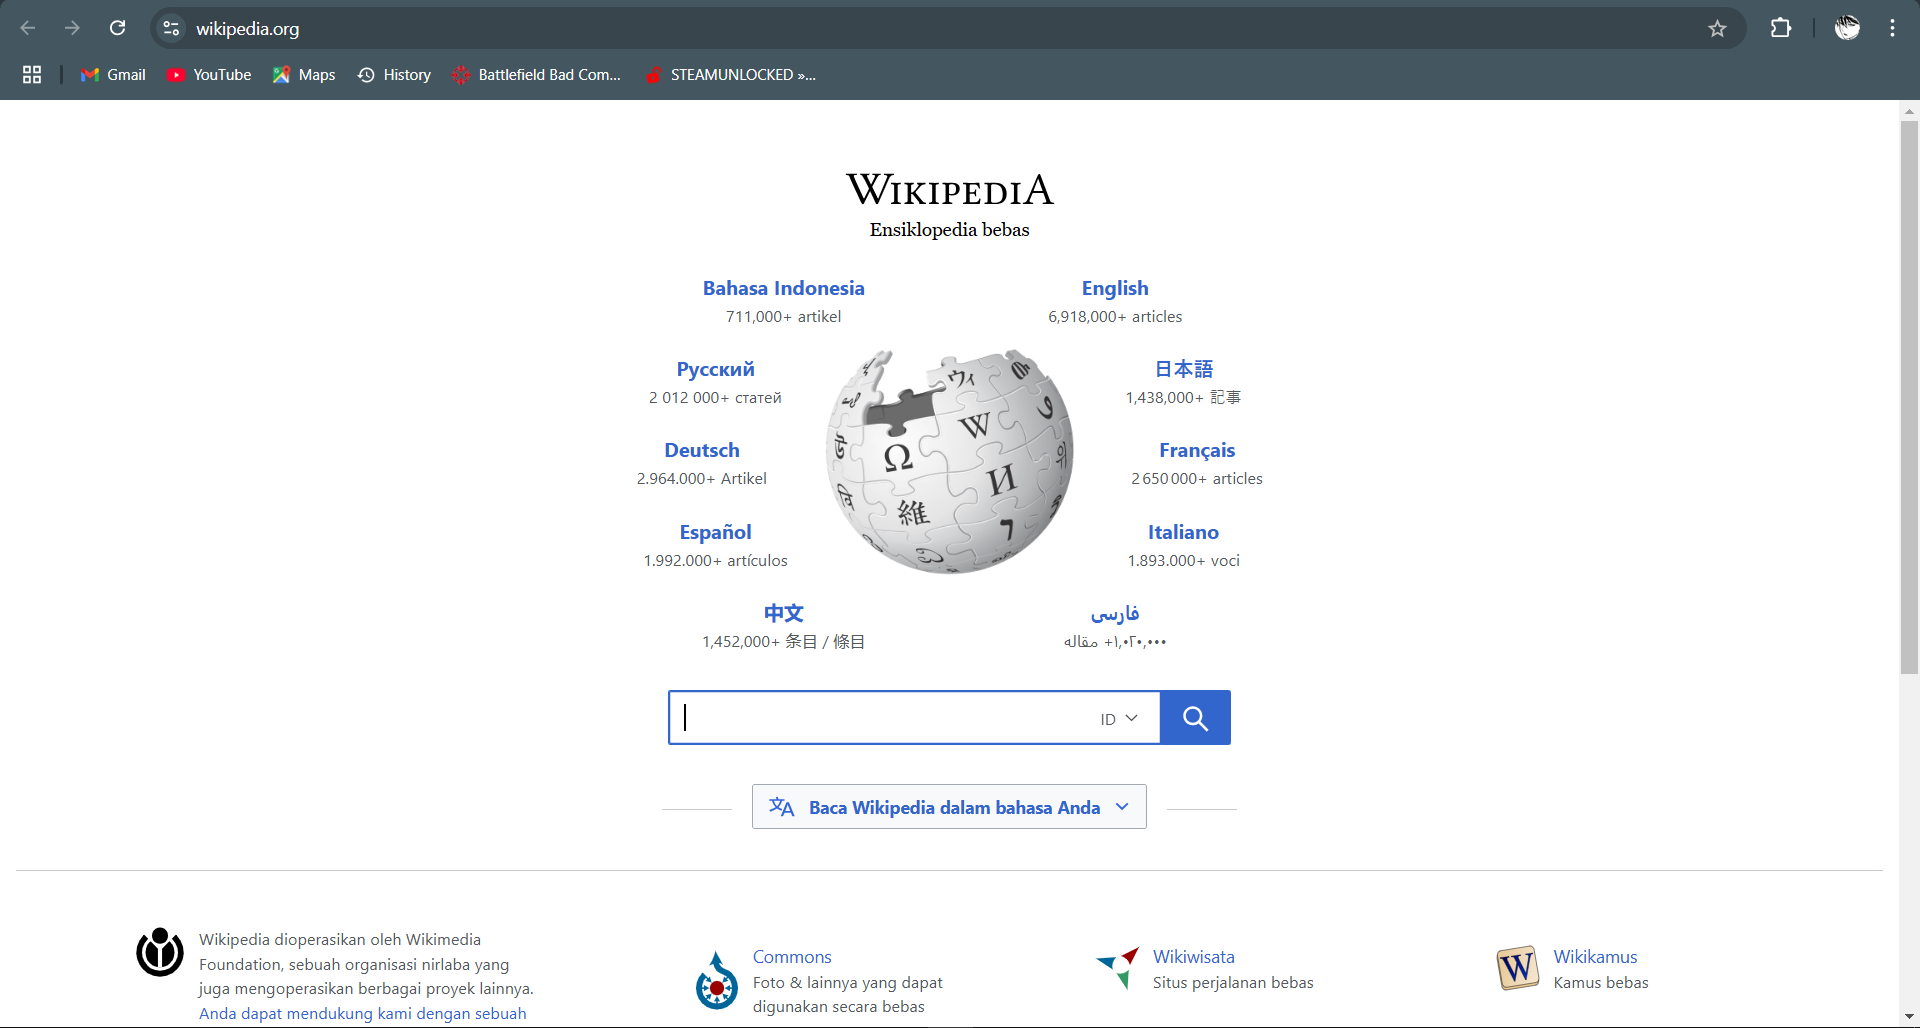 wikipedia.org
Gmail
YouTube
Maps
History
Battlefield Bad Com...
STEAMUNLOCKED »...
WIKIPEDIA
Ensiklopedia bebas
Bahasa Indonesia
711,000+ artikel
English
6,918,000+ articles
Русский
2 012 000+ статей
日本語
1,438,000+ 記事
Deutsch
2.964.000+ Artikel
Français
2 650 000+ articles
Español
1.992.000+ artículos
Italiano
1.893.000+ voci
中文
1,452,000+ 条目 / 條目
فارسی
۱,۰۲۰,۰۰۰+ مقاله
Ω
W
И
維
ウィ
ID
Baca Wikipedia dalam bahasa Anda
Wikipedia dioperasikan oleh Wikimedia
Foundation, sebuah organisasi nirlaba yang
juga mengoperasikan berbagai proyek lainnya.
Anda dapat mendukung kami dengan sebuah
Commons
Foto & lainnya yang dapat
digunakan secara bebas
Wikiwisata
Situs perjalanan bebas
W
Wikikamus
Kamus bebas